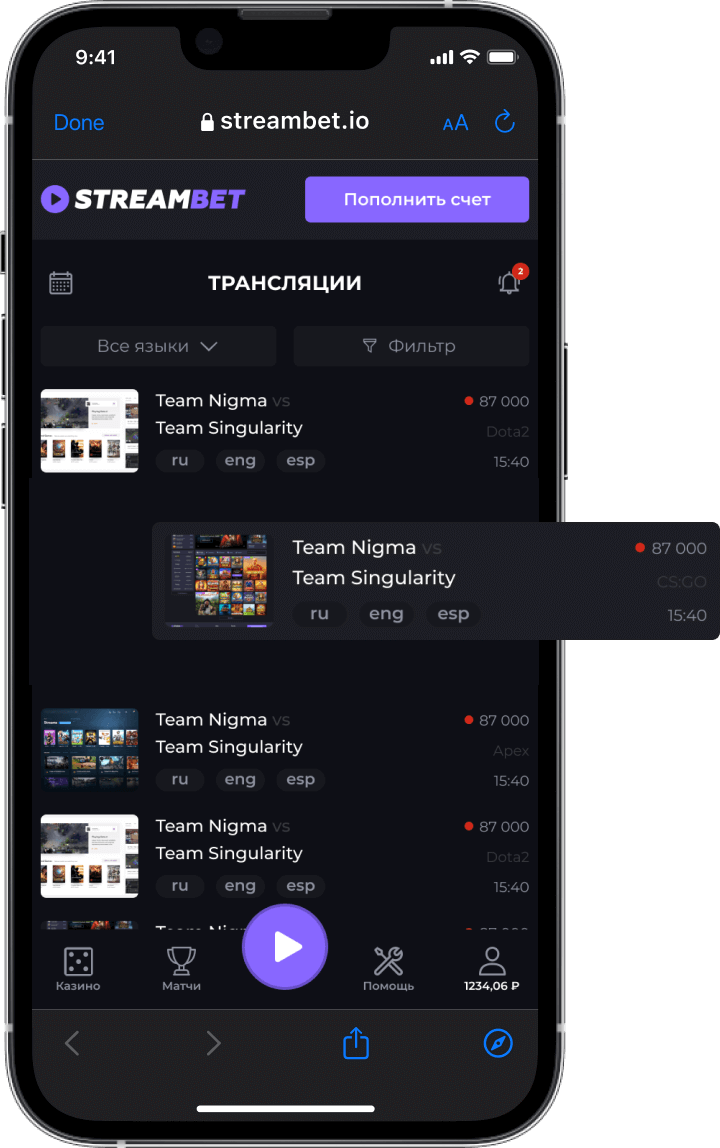 9:41
Done
streambet.io
AA
STREAMBET
Пополнить счет
ТРАНСЛЯЦИИ
2
Все языки
Фильтр
Team Nigma vs
87 000
Team Singularity
Dota2
ru eng esp
15:40
Team Nigma vs
87 000
Team Singularity
CS:GO
ru eng esp
15:40
Team Nigma vs
87 000
Team Singularity
Apex
ru eng esp
15:40
Team Nigma vs
87 000
Team Singularity
Dota2
ru eng esp
15:40
Казино
Матчи
Помощь
1234,06 ₽